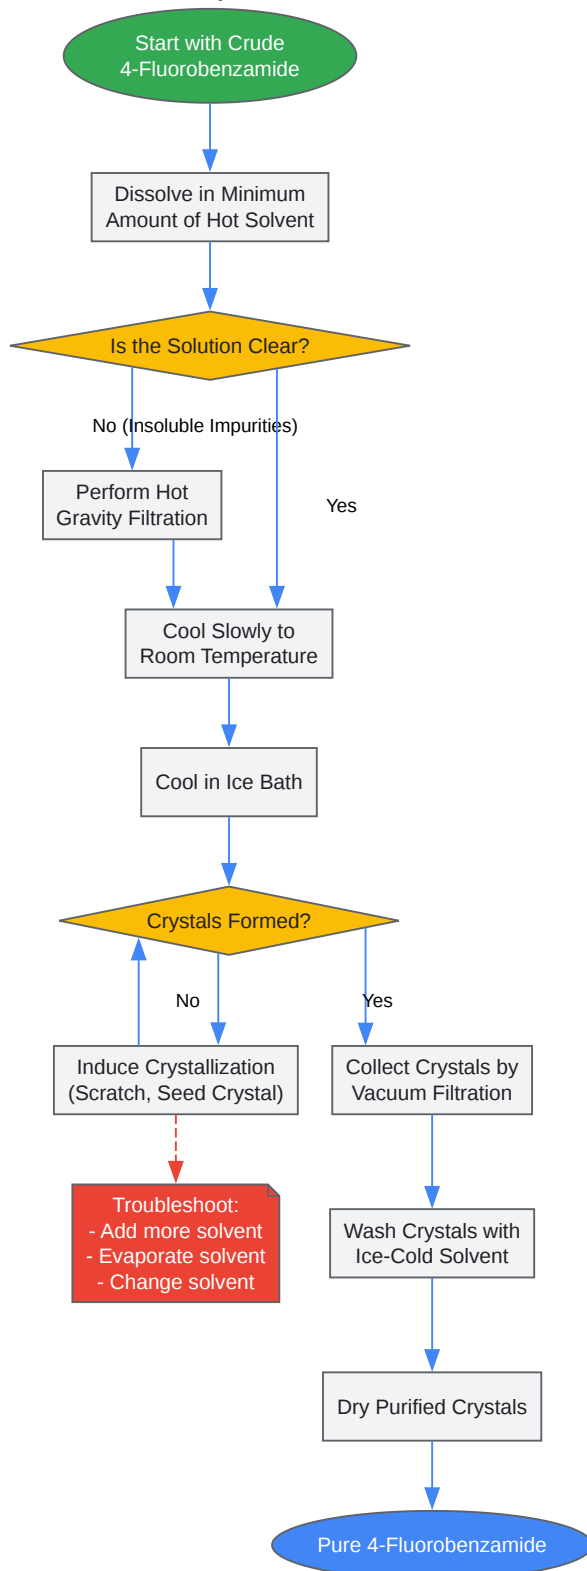 Start with Crude
4-Fluorobenzamide
Dissolve in Minimum
Amount of Hot Solvent
Is the Solution Clear?
No (Insoluble Impurities)
Perform Hot
Gravity Filtration
Yes
Cool Slowly to
Room Temperature
Cool in Ice Bath
Crystals Formed?
No
Yes
Induce Crystallization
(Scratch, Seed Crystal)
Collect Crystals by
Vacuum Filtration
Troubleshoot:
- Add more solvent
- Evaporate solvent
- Change solvent
Wash Crystals with
Ice-Cold Solvent
Dry Purified Crystals
Pure 4-Fluorobenzamide